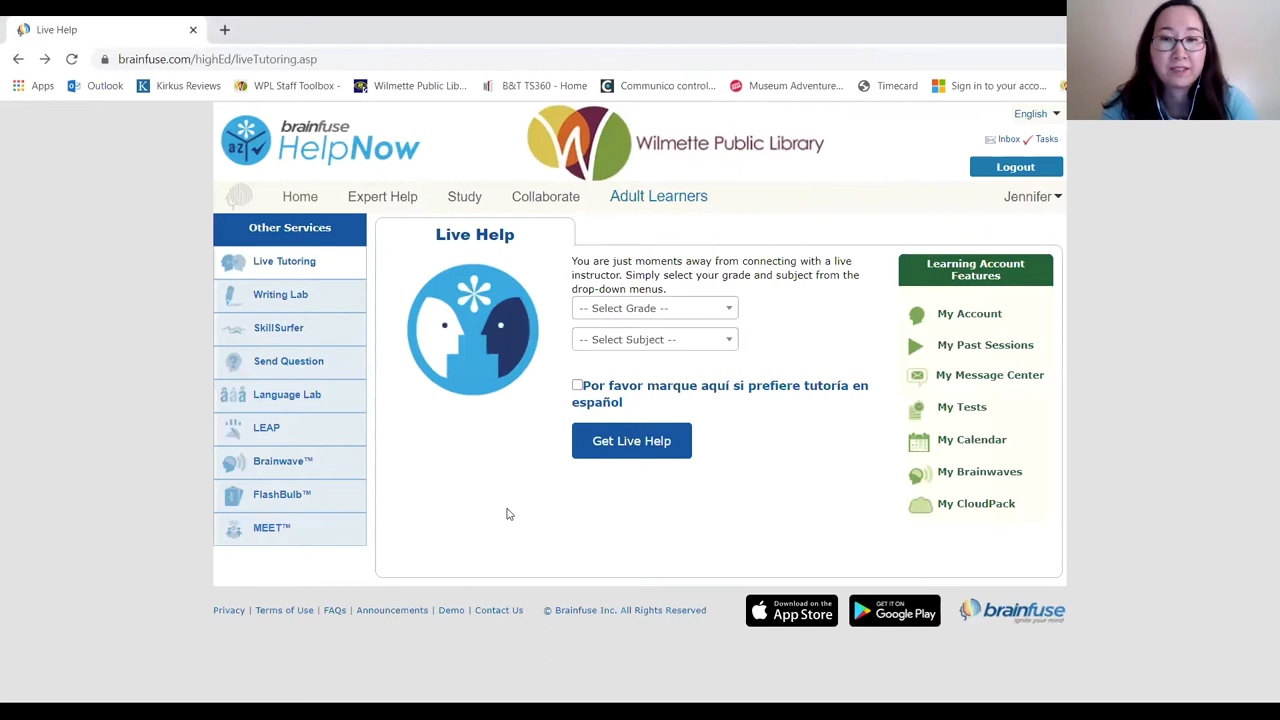 Live Help
brainfuse.com/highEd/liveTutoring.asp
Apps
Outlook
Kirkus Reviews
WPL Staff Toolbox -
Wilmette Public Lib...
B&T TS360 - Home
Communico control...
Museum Adventure...
Timecard
Sign in to your acco...
brainfuse
HelpNow
az
Wilmette Public Library
English
Inbox
Tasks
Logout
Home
Expert Help
Study
Collaborate
Adult Learners
Jennifer
Other Services
Live Tutoring
Writing Lab
SkillSurfer
Send Question
Language Lab
LEAP
Brainwave™
FlashBulb™
MEET™
Live Help
You are just moments away from connecting with a live
instructor. Simply select your grade and subject from the
drop-down menus.
-- Select Grade --
-- Select Subject --
Por favor marque aquí si prefiere tutoría en
español
Get Live Help
Learning Account
Features
My Account
My Past Sessions
My Message Center
My Tests
My Calendar
My Brainwaves
My CloudPack
Privacy | Terms of Use | FAQs | Announcements | Demo | Contact Us
© Brainfuse Inc. All Rights Reserved
Download on the
App Store
GET IT ON
Google Play
brainfuse
ignite your mind